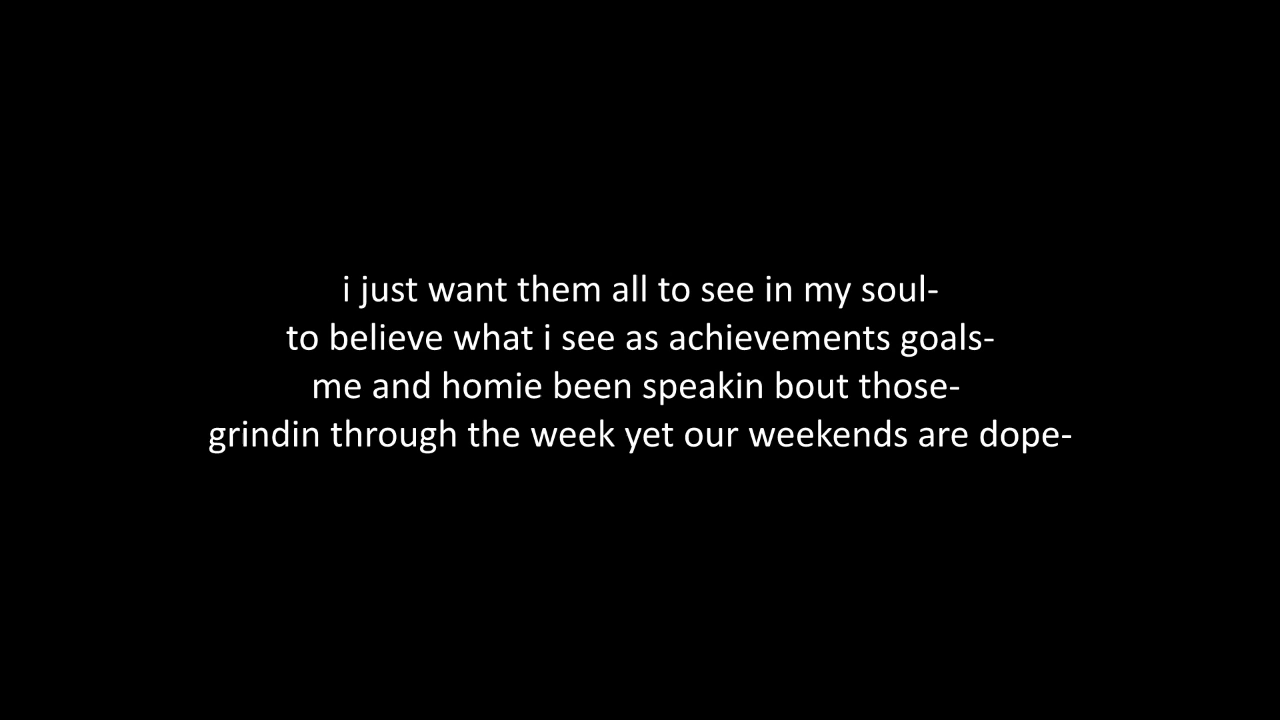 i just want them all to see in my soul-
to believe what i see as achievements goals-
me and homie been speakin bout those-
grindin through the week yet our weekends are dope-